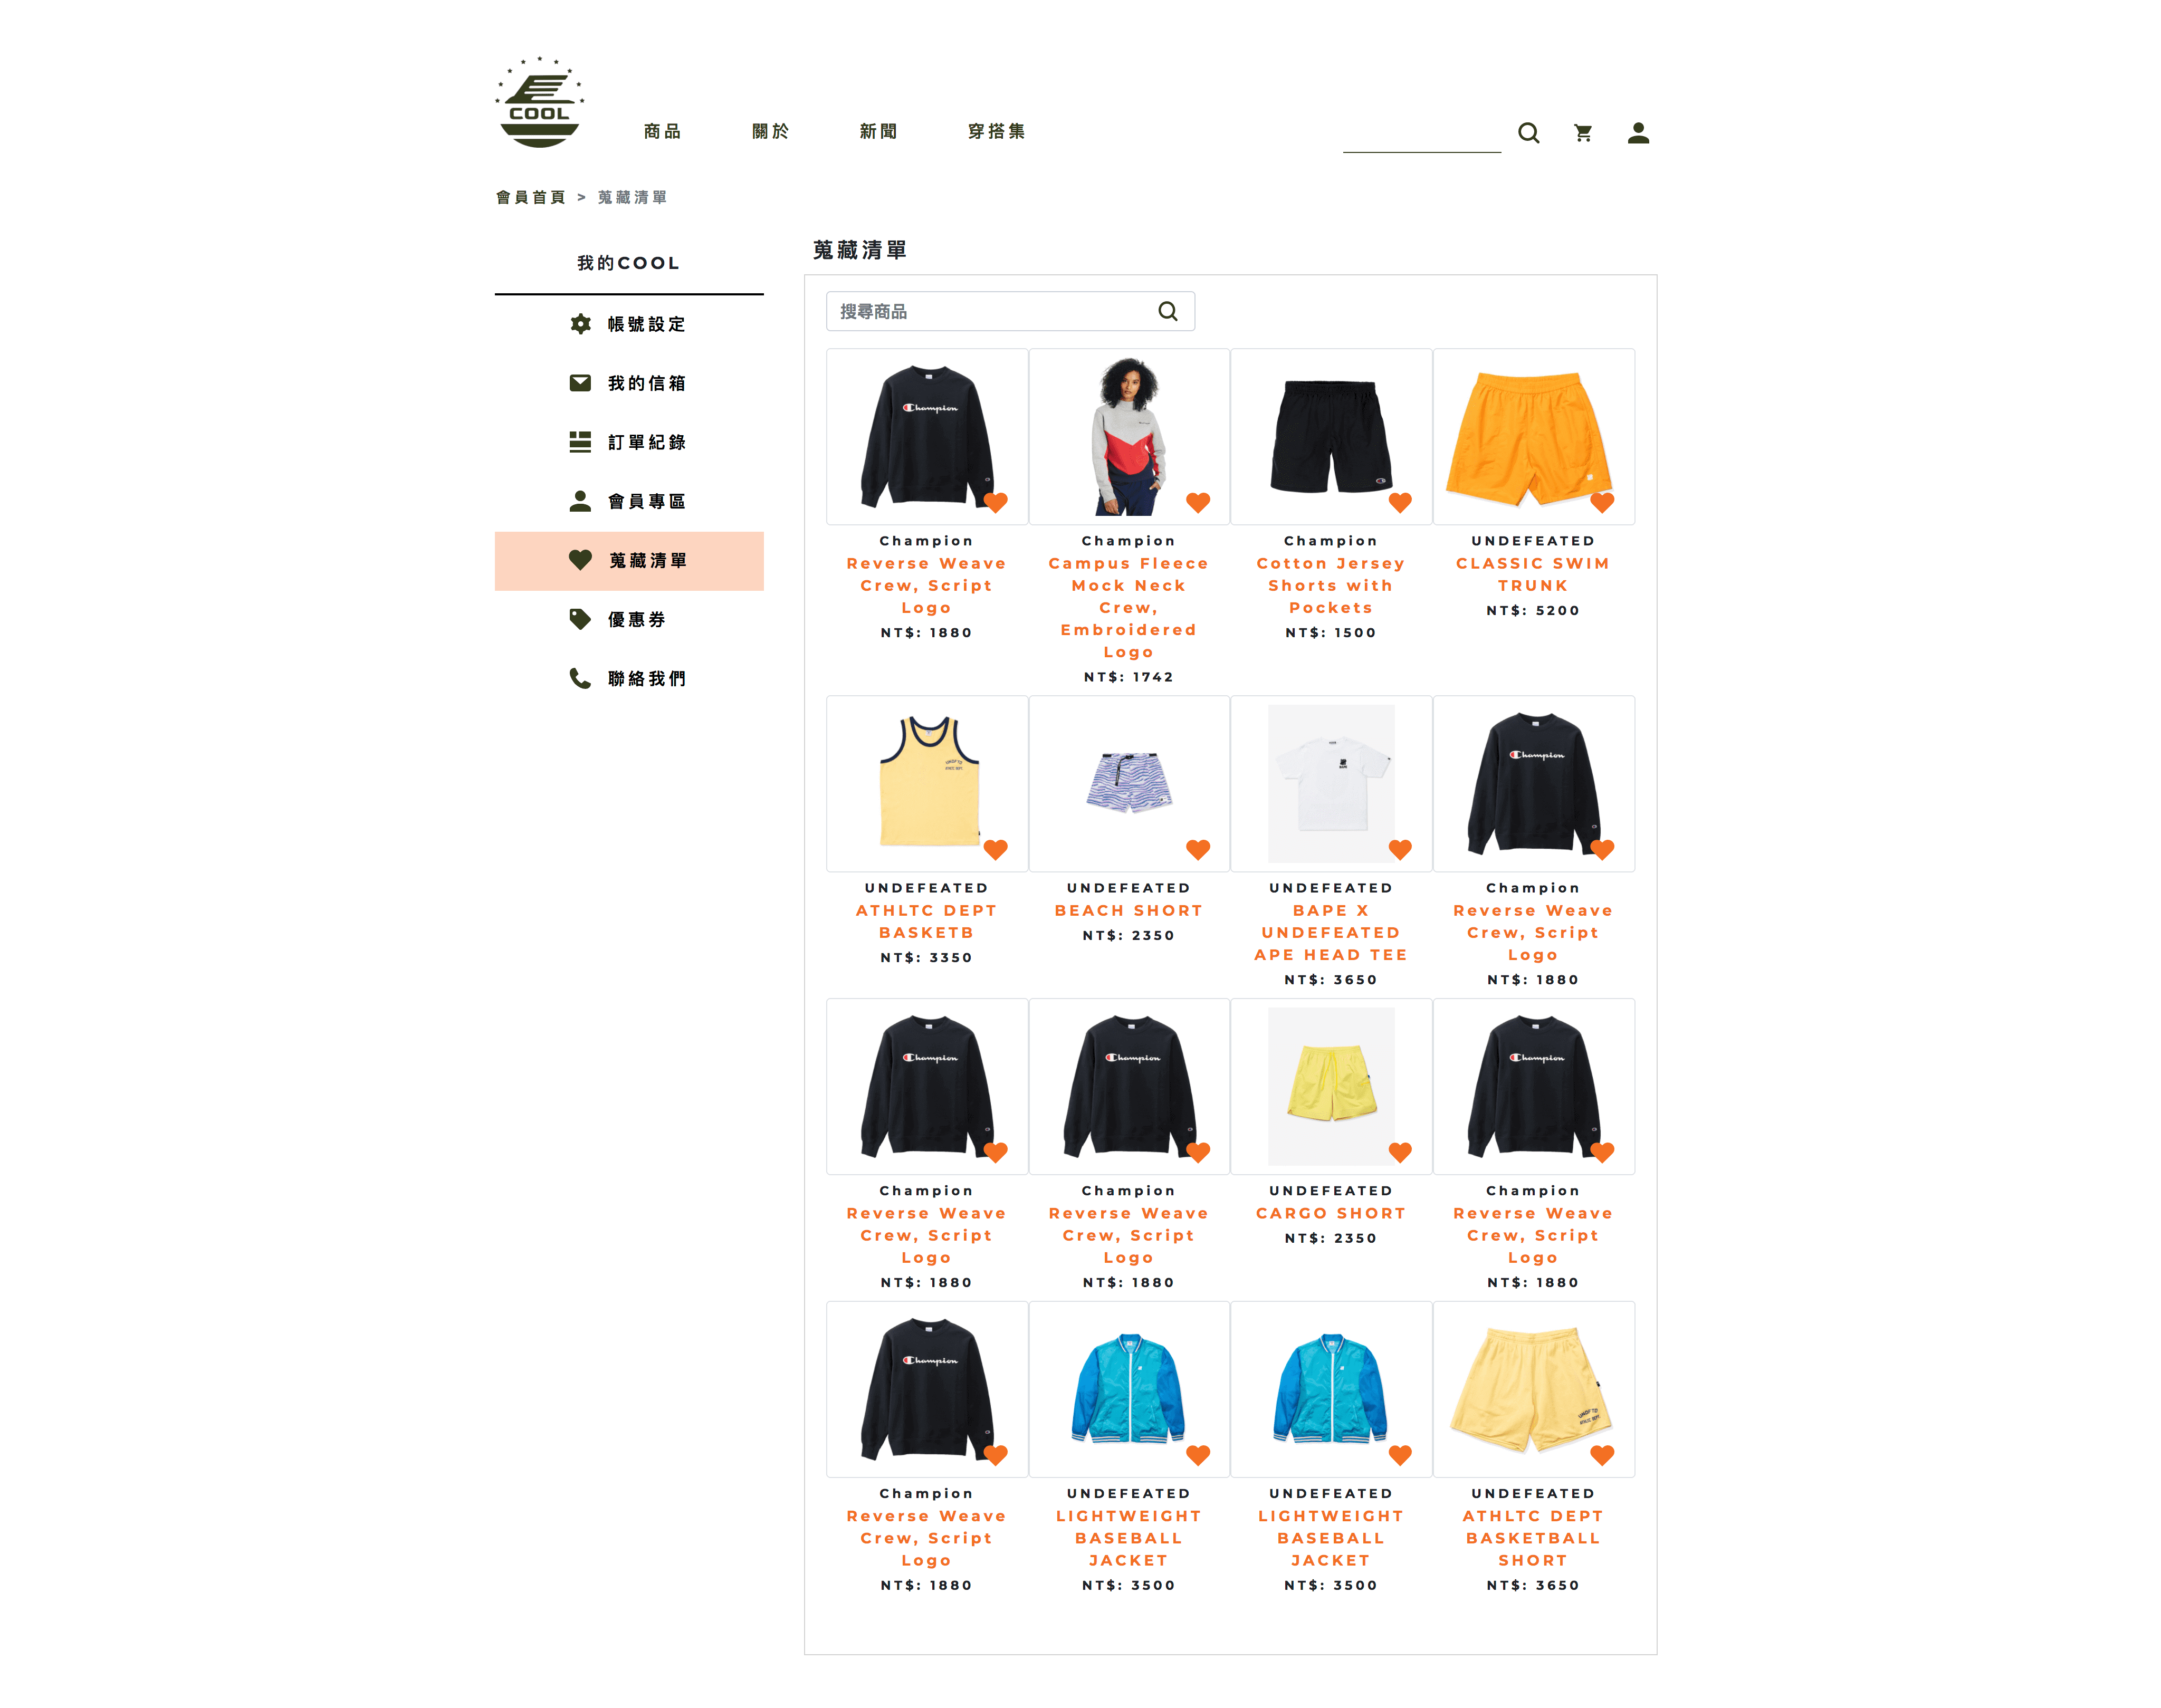 COOL
商品 關於 新聞 穿搭集
會員首頁 > 蒐藏清單
我的COOL
帳號設定
我的信箱
訂單紀錄
會員專區
蒐藏清單
優惠券
聯絡我們
蒐藏清單
搜尋商品
Champion
Champion
Reverse Weave
Crew, Script
Logo
NT$: 1880
Champion
Campus Fleece
Mock Neck
Crew,
Embroidered
Logo
NT$: 1742
Champion
Cotton Jersey
Shorts with
Pockets
NT$: 1500
UNDEFEATED
CLASSIC SWIM
TRUNK
NT$: 5200
UNDEFEATED
ATHLTC DEPT
BASKETB
NT$: 3350
UNDEFEATED
BEACH SHORT
NT$: 2350
UNDEFEATED
BAPE X
UNDEFEATED
APE HEAD TEE
NT$: 3650
Champion
Champion
Reverse Weave
Crew, Script
Logo
NT$: 1880
Champion
Champion
Reverse Weave
Crew, Script
Logo
NT$: 1880
Champion
Champion
Reverse Weave
Crew, Script
Logo
NT$: 1880
UNDEFEATED
CARGO SHORT
NT$: 2350
Champion
Champion
Reverse Weave
Crew, Script
Logo
NT$: 1880
Champion
Champion
Reverse Weave
Crew, Script
Logo
NT$: 1880
UNDEFEATED
LIGHTWEIGHT
BASEBALL
JACKET
NT$: 3500
UNDEFEATED
LIGHTWEIGHT
BASEBALL
JACKET
NT$: 3500
UNDEFEATED
ATHLTC DEPT
BASKETBALL
SHORT
NT$: 3650